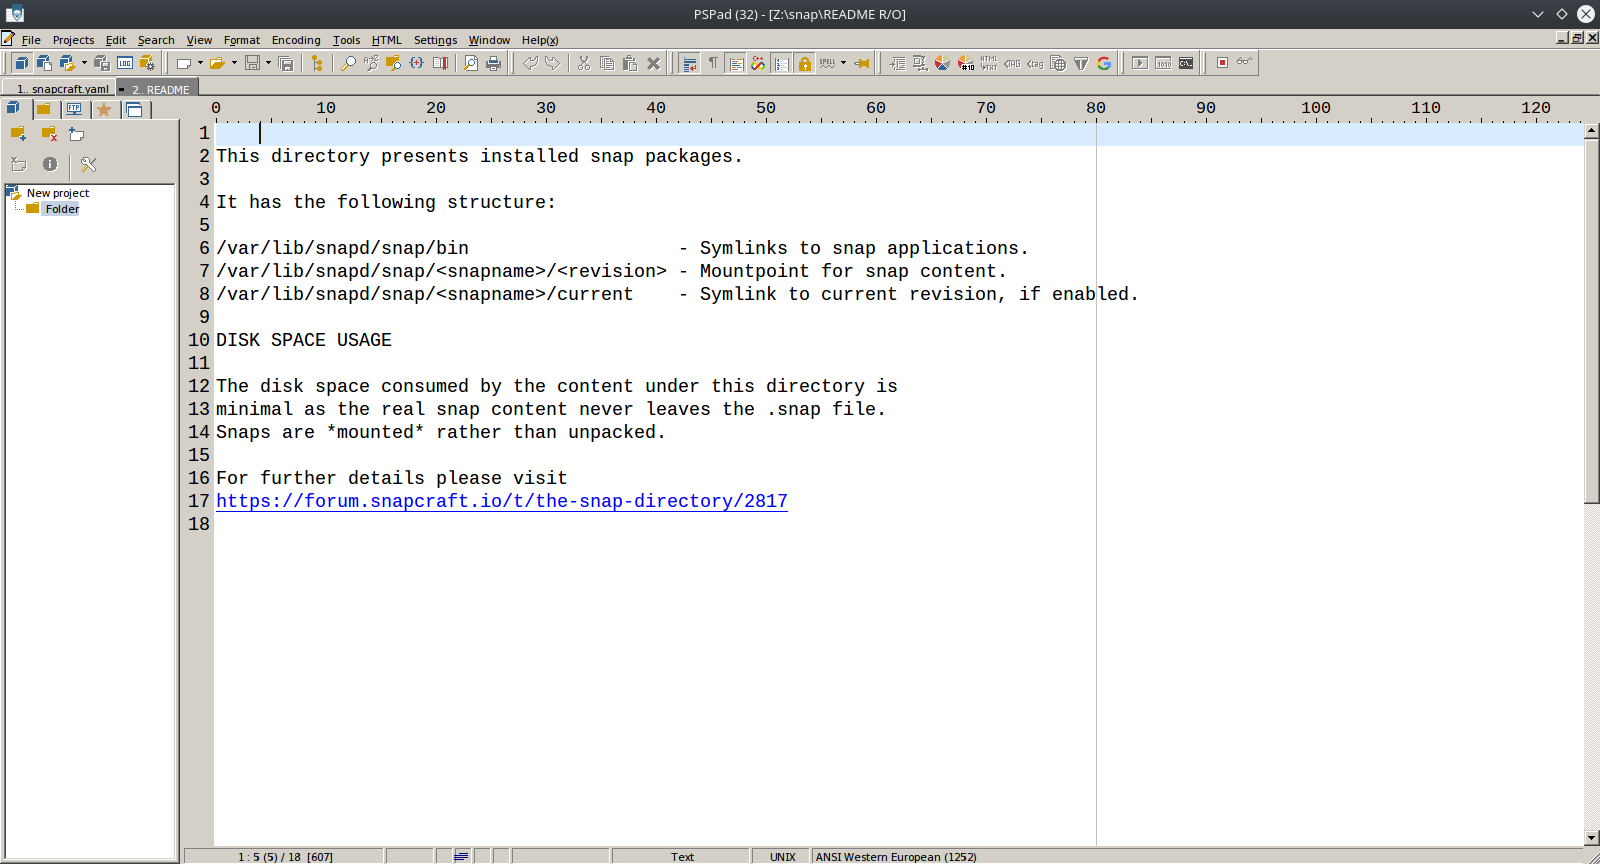 PSPad (32) - [Z:\snap\README R/O]
File Projects Edit Search View Format Encoding Tools HTML Settings Window Help(x)
1.. snapcraft.yaml 2.. README
0 10 20 30 40 50 60 70 80 90 100 110 120
New project
Folder
1
2 This directory presents installed snap packages.
3
4 It has the following structure:
5
6 /var/lib/snapd/snap/bin                   - Symlinks to snap applications.
7 /var/lib/snapd/snap/<snapname>/<revision> - Mountpoint for snap content.
8 /var/lib/snapd/snap/<snapname>/current    - Symlink to current revision, if enabled.
9
10 DISK SPACE USAGE
11
12 The disk space consumed by the content under this directory is
13 minimal as the real snap content never leaves the .snap file.
14 Snaps are *mounted* rather than unpacked.
15
16 For further details please visit
17 https://forum.snapcraft.io/t/the-snap-directory/2817
18
1 : 5 (5) / 18 [607] Text UNIX ANSI Western European (1252)